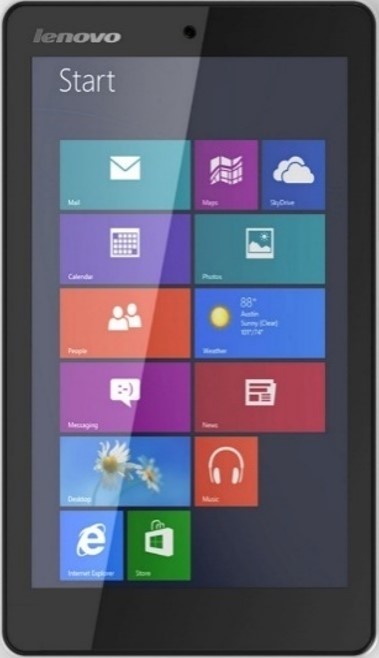 lenovo
Start
Mail
Maps
SkyDrive
Calendar
Photos
People
88°
Austin
Sunny (Clear)
Weather
Messaging
News
Desktop
Music
Internet Explorer
Store